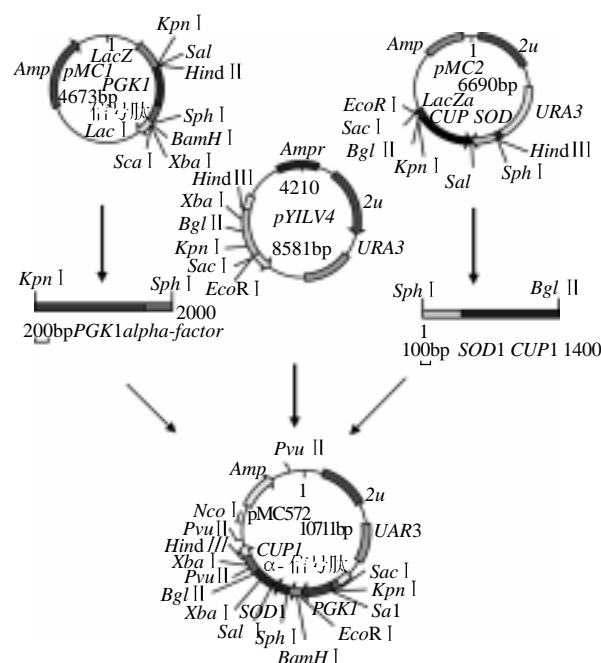 Kpn I
1
LacZ
Sal
Hind II
Amp
pMC1
PGK1
4673bp
信号肽
Lac I
Sph I
BamH I
Xba I
Sca I
Amp
1
2u
pMC2
6690bp
EcoR I
LacZa
URA3
CUP SOD
Sac I
Bgl II
Hind III
Kpn I
Sph I
Sal
Ampr
Hind III
4210
Xba I
2u
pYILV4
Bgl II
8581bp
Kpn I
URA3
Sac I
EcoR I
Kpn I
Sph I
2000
200bp PGK1alpha-factor
Sph I
Bgl II
1
100bp SOD1 CUP1 1400
Pvu II
Amp
1
2u
Nco I
pMC572
10711bp
Pvu II
UAR3
Hind III
CUP1
Xba I
α-信号肽
Sac I
Pvu II
Kpn I
Bgl II
Sa1
Xba I
SOD1
PGK1
Sal I
EcoR I
Sph I
BamH I